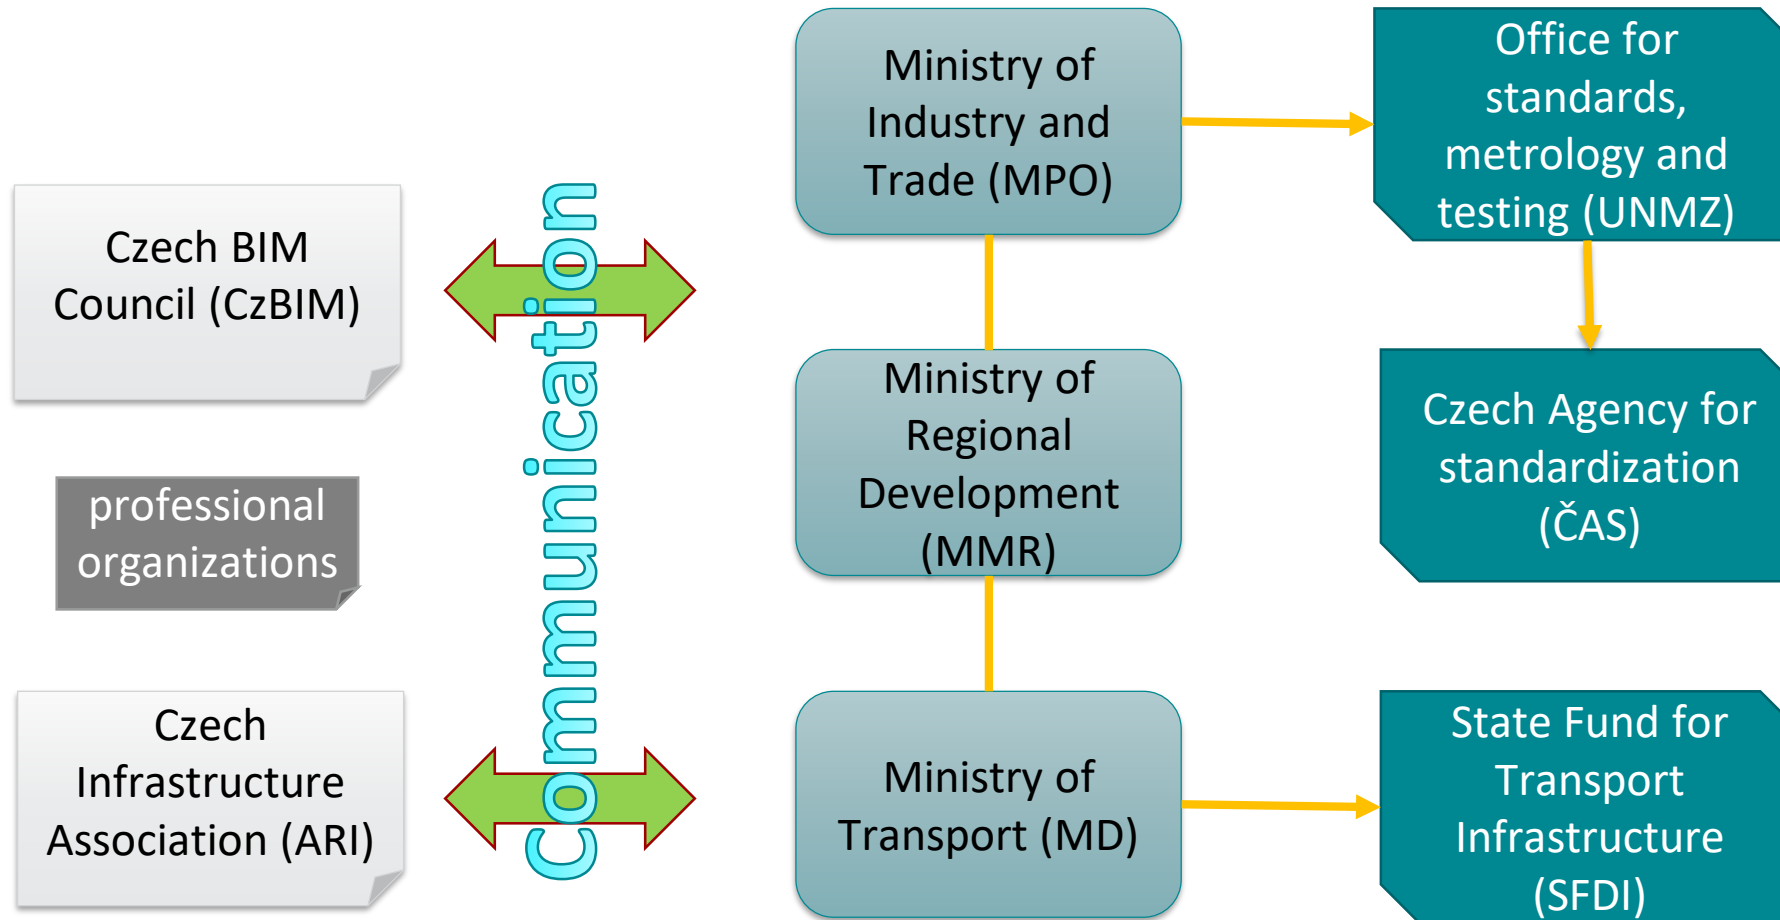 Czech BIM
Council (CzBIM)
professional
organizations
Czech
Infrastructure
Association (ARI)
Communication
Ministry of
Industry and
Trade (MPO)
Ministry of
Regional
Development
(MMR)
Ministry of
Transport (MD)
Office for
standards,
metrology and
testing (UNMZ)
Czech Agency for
standardization
(ČAS)
State Fund for
Transport
Infrastructure
(SFDI)